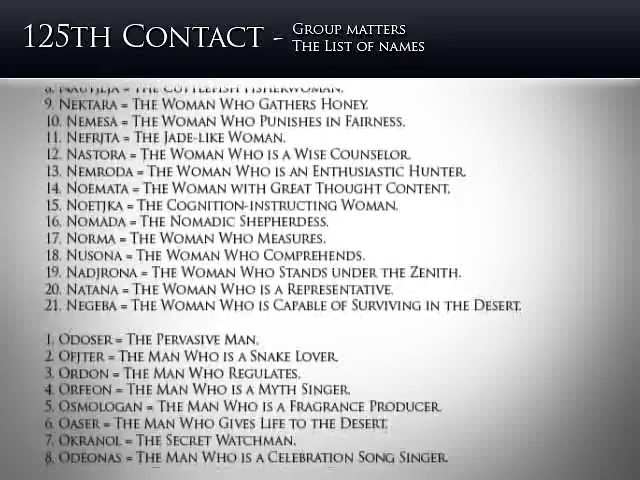 125th Contact - Group matters
The List of names
8. Nautjlja = The Cuttlefish Fisherwoman.
9. Nektara = The Woman Who Gathers Honey.
10. Nemesa = The Woman Who Punishes in Fairness.
11. Nefrjta = The Jade-like Woman.
12. Nastora = The Woman Who is a Wise Counselor.
13. Nemroda = The Woman Who is an Enthusiastic Hunter.
14. Noemata = The Woman with Great Thought Content.
15. Noetjka = The Cognition-instructing Woman.
16. Nomada = The Nomadic Shepherdess.
17. Norma = The Woman Who Measures.
18. Nusona = The Woman Who Comprehends.
19. Nadjrona = The Woman Who Stands under the Zenith.
20. Natana = The Woman Who is a Representative.
21. Negeba = The Woman Who is Capable of Surviving in the Desert.
1. Odoser = The Pervasive Man.
2. Ofjter = The Man Who is a Snake Lover.
3. Ordon = The Man Who Regulates.
4. Orfeon = The Man Who is a Myth Singer.
5. Osmologan = The Man Who is a Fragrance Producer.
6. Oaser = The Man Who Gives Life to the Desert.
7. Okranol = The Secret Watchman.
8. Odeonas = The Man Who is a Celebration Song Singer.